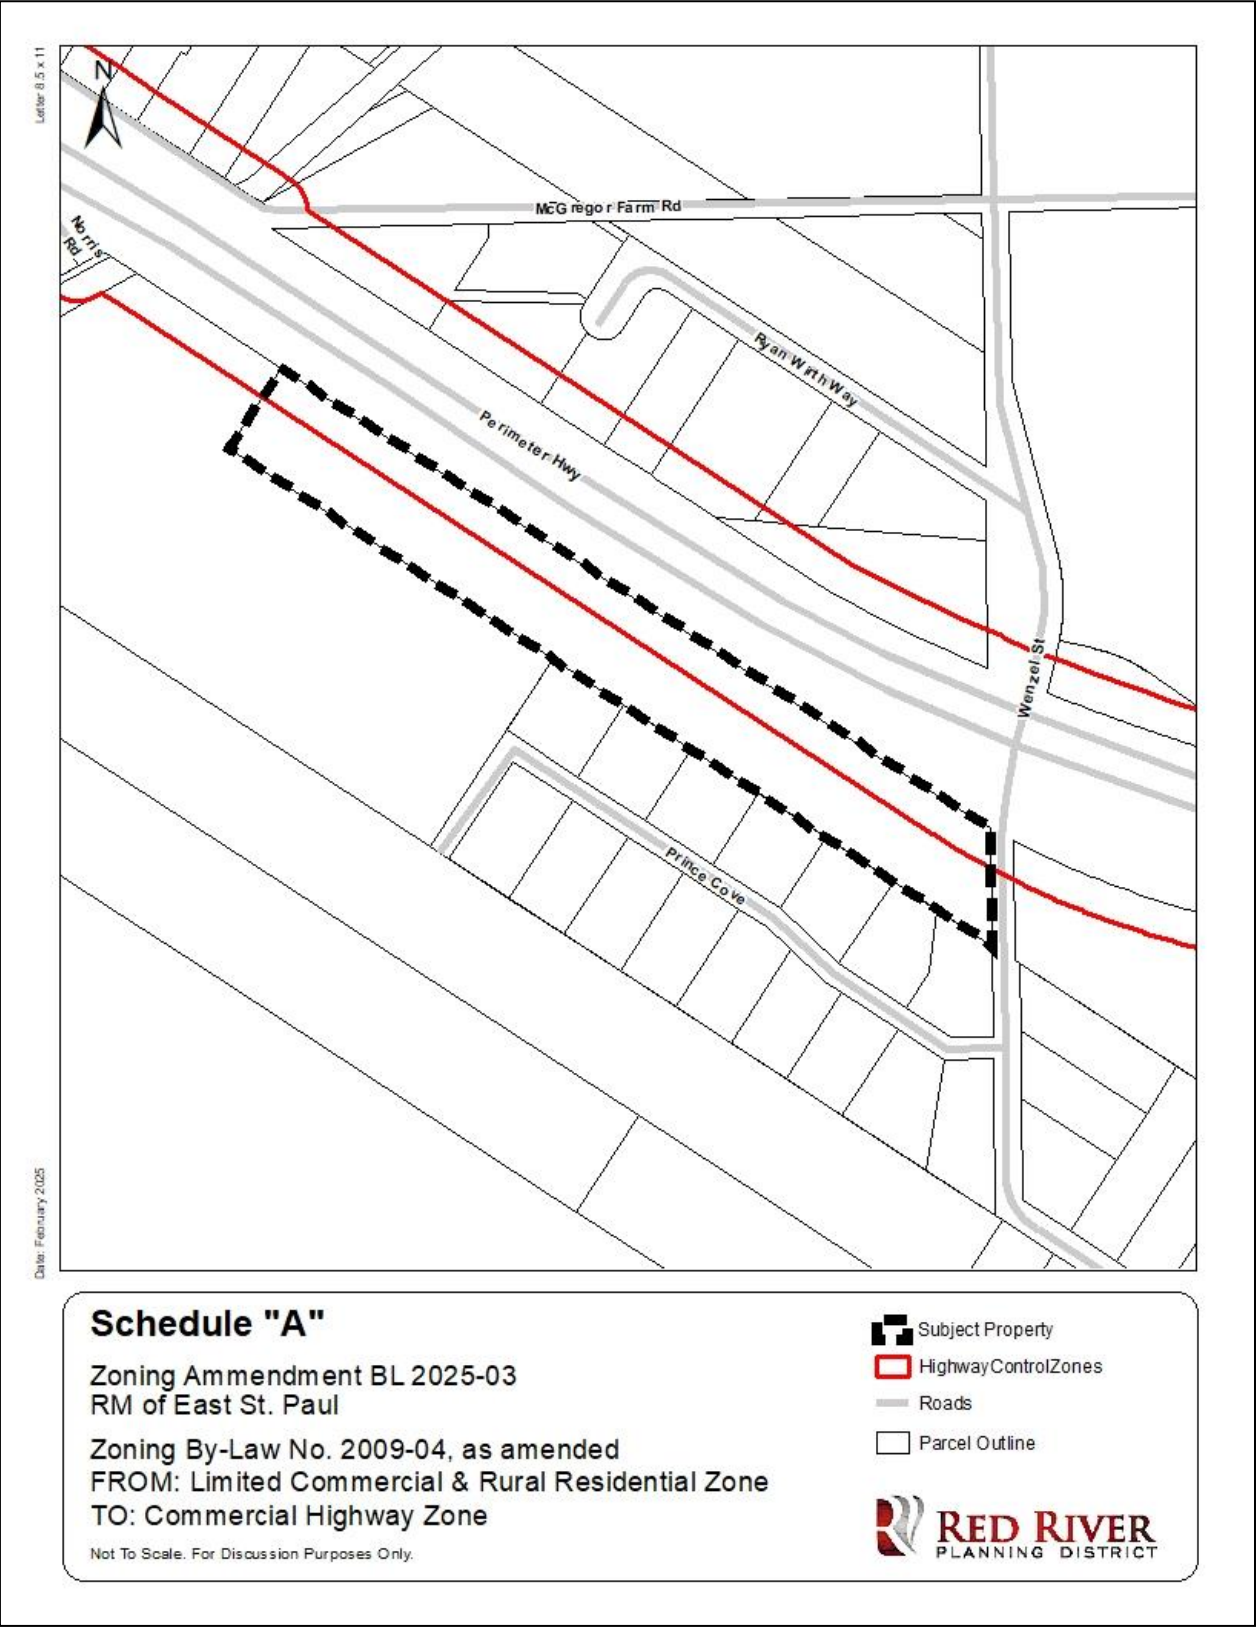 Letter 8.5 x 11
N
McGregor Farm Rd
Norris
Rd
Ryan Wirth Way
Perimeter Hwy
Wenzel St
Prince Cove
Date: February 2025
Schedule "A"
Zoning Ammendment BL 2025-03
RM of East St. Paul
Zoning By-Law No. 2009-04, as amended
FROM: Limited Commercial & Rural Residential Zone
TO: Commercial Highway Zone
Not To Scale. For Discussion Purposes Only.
Subject Property
HighwayControlZones
Roads
Parcel Outline
RED RIVER
PLANNING DISTRICT